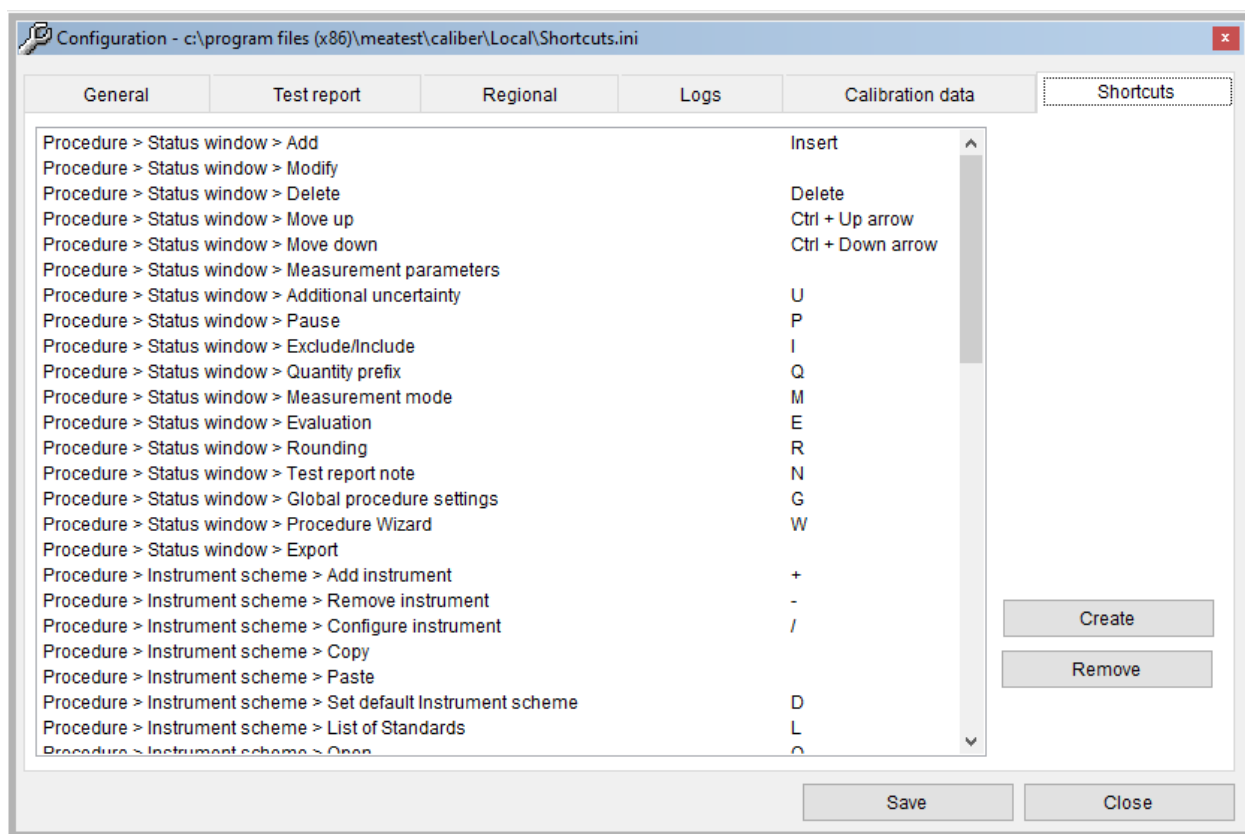 Configuration - c:\program files (x86)\meatest\caliber\Local\Shortcuts.ini x
General Test report Regional Logs Calibration data Shortcuts
Procedure > Status window > Add Insert
Procedure > Status window > Modify
Procedure > Status window > Delete Delete
Procedure > Status window > Move up Ctrl + Up arrow
Procedure > Status window > Move down Ctrl + Down arrow
Procedure > Status window > Measurement parameters
Procedure > Status window > Additional uncertainty U
Procedure > Status window > Pause P
Procedure > Status window > Exclude/Include I
Procedure > Status window > Quantity prefix Q
Procedure > Status window > Measurement mode M
Procedure > Status window > Evaluation E
Procedure > Status window > Rounding R
Procedure > Status window > Test report note N
Procedure > Status window > Global procedure settings G
Procedure > Status window > Procedure Wizard W
Procedure > Status window > Export
Procedure > Instrument scheme > Add instrument +
Procedure > Instrument scheme > Remove instrument -
Procedure > Instrument scheme > Configure instrument /
Procedure > Instrument scheme > Copy
Procedure > Instrument scheme > Paste
Procedure > Instrument scheme > Set default Instrument scheme D
Procedure > Instrument scheme > List of Standards L
Procedure > Instrument scheme > Open O
Create
Remove
Save Close